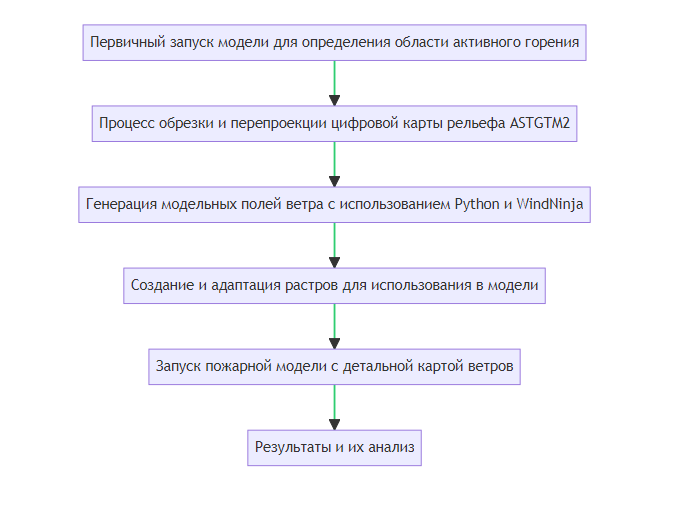 Первичный запуск модели для определения области активного горения
Процесс обрезки и перепроекции цифровой карты рельефа ASTGTM2
Генерация модельных полей ветра с использованием Python и WindNinja
Создание и адаптация растров для использования в модели
Запуск пожарной модели с детальной картой ветров
Результаты и их анализ